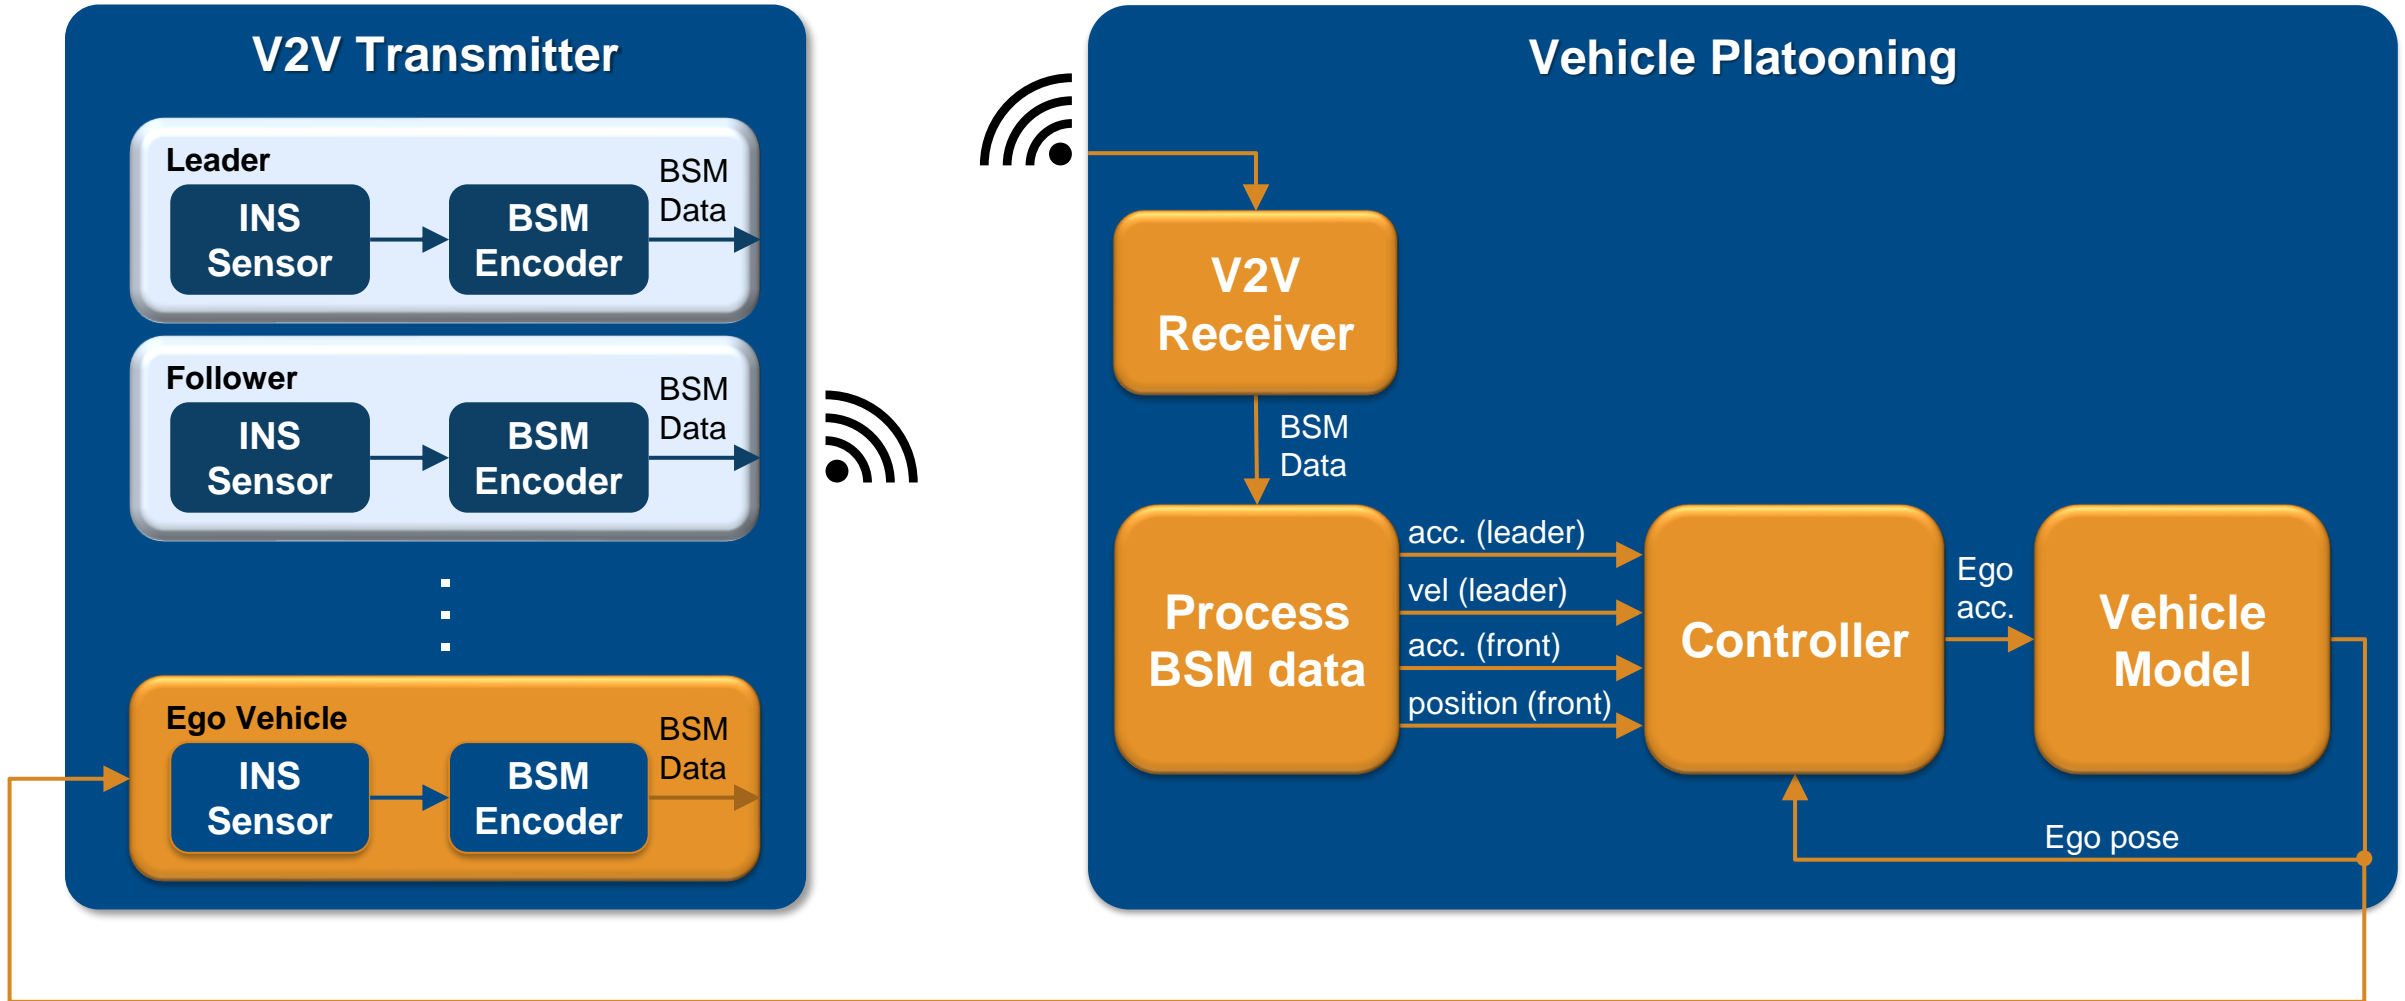 V2V Transmitter
Leader
INS
Sensor
BSM
Encoder
BSM
Data
Follower
INS
Sensor
BSM
Encoder
BSM
Data
Ego Vehicle
INS
Sensor
BSM
Encoder
BSM
Data
Vehicle Platooning
V2V
Receiver
BSM
Data
Process
BSM data
acc. (leader)
vel (leader)
acc. (front)
position (front)
Controller
Ego
acc.
Vehicle
Model
Ego pose